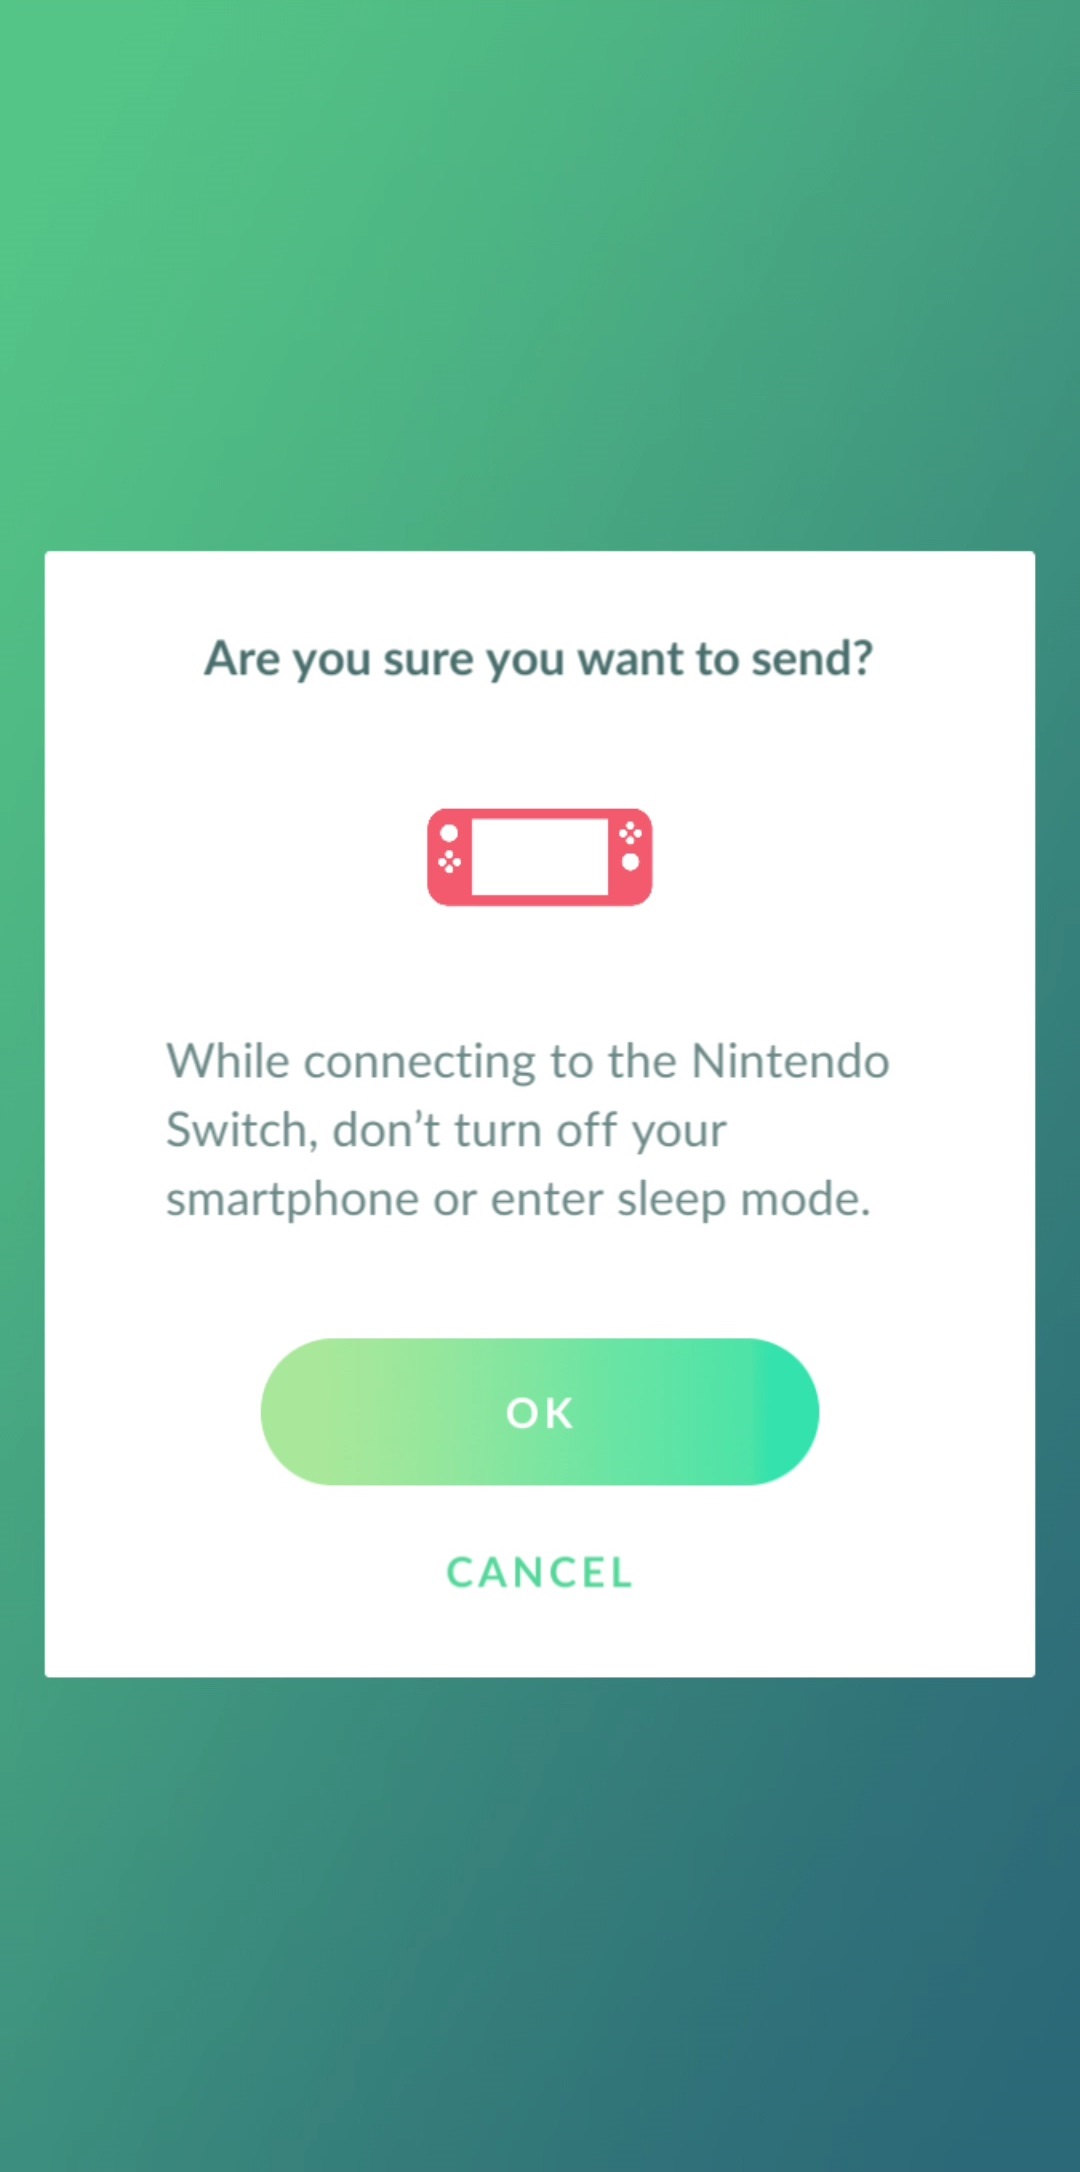 Are you sure you want to send?
While connecting to the Nintendo
Switch, don’t turn off your
smartphone or enter sleep mode.
OK
CANCEL